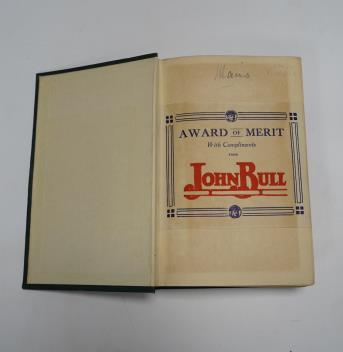 AWARD OF MERIT
With Compliments
FROM
JOHN BULL